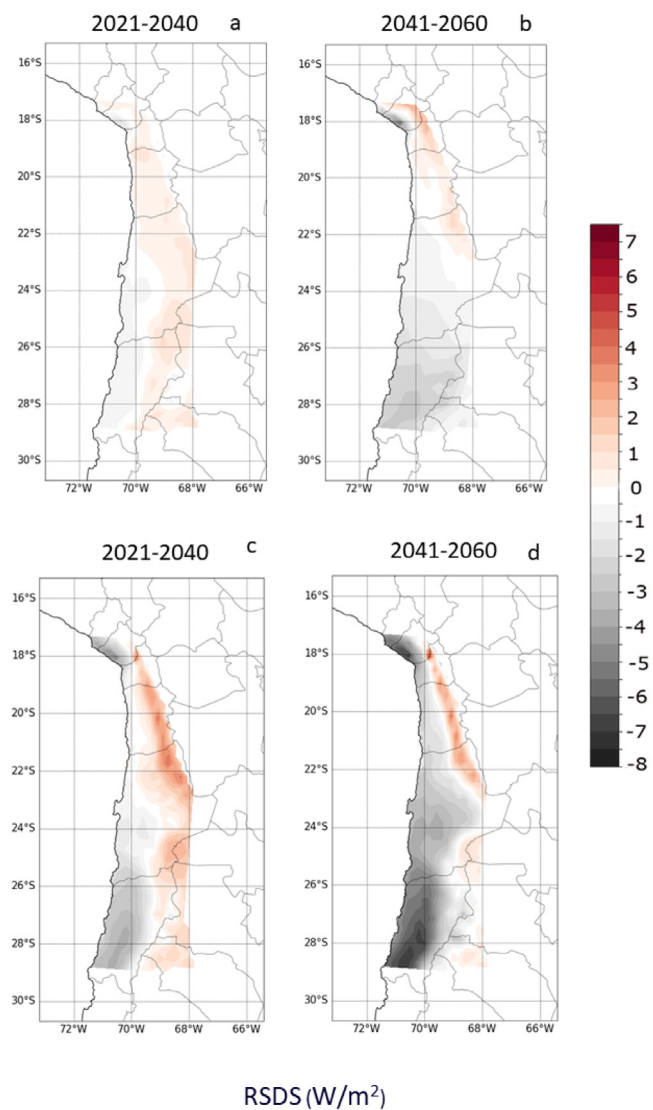 2021-2040 a
2041-2060 b
16°S
18°S
20°S
22°S
24°S
26°S
28°S
30°S
72°W 70°W 68°W 66°W
16°S
18°S
20°S
22°S
24°S
26°S
28°S
30°S
72°W 70°W 68°W 66°W
7
6
5
4
3
2
1
0
-1
-2
-3
-4
-5
-6
-7
-8
2021-2040 c
2041-2060 d
16°S
18°S
20°S
22°S
24°S
26°S
28°S
30°S
72°W 70°W 68°W 66°W
16°S
18°S
20°S
22°S
24°S
26°S
28°S
30°S
72°W 70°W 68°W 66°W
RSDS (W/m²)